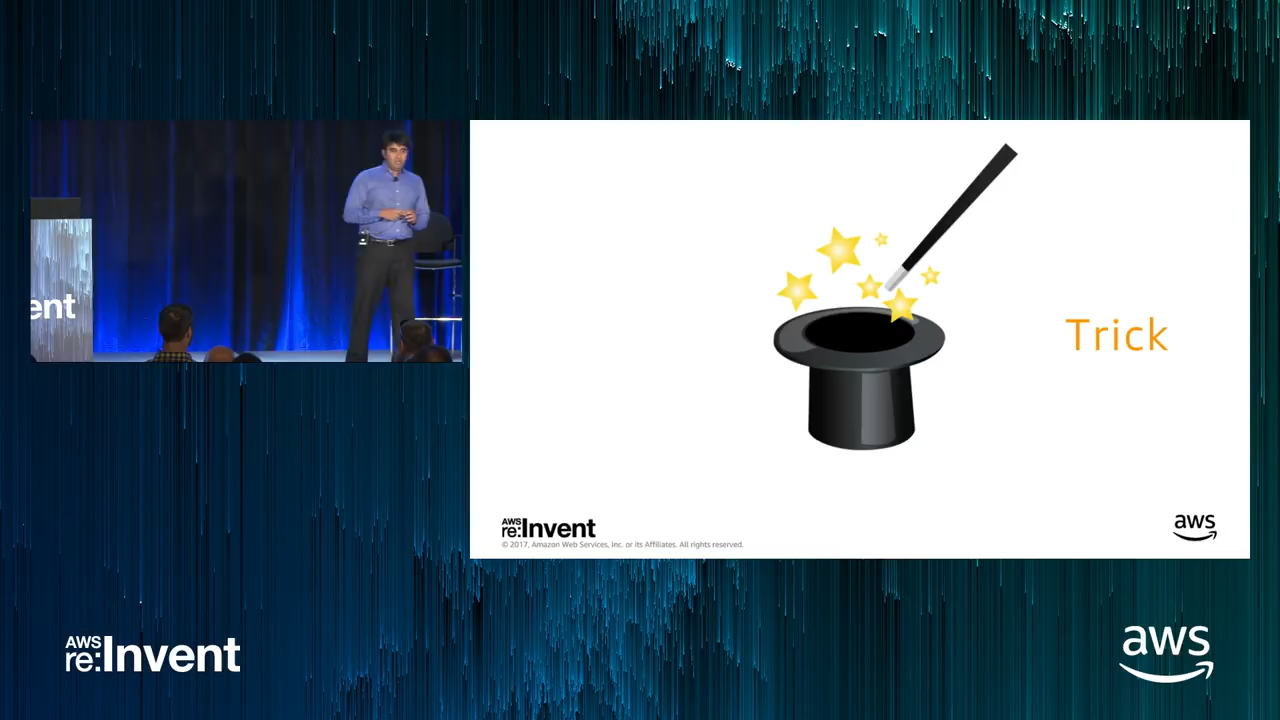 ent
Trick
AWS
re:Invent
© 2017, Amazon Web Services, Inc. or its Affiliates. All rights reserved.
aws
AWS
re:Invent
aws